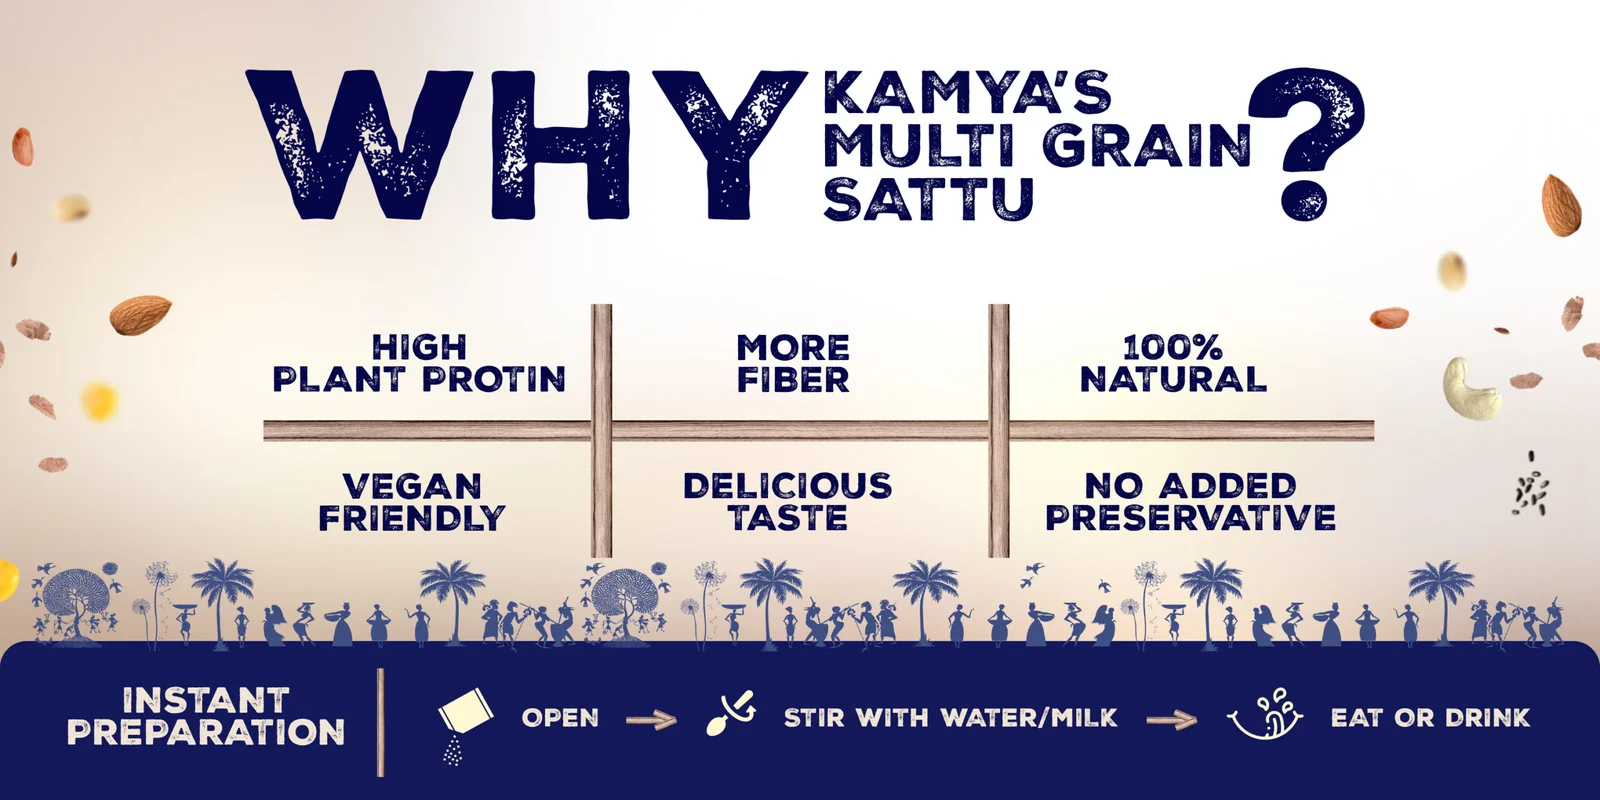 WHY KAMYA'S
MULTI GRAIN
SATTU ?
HIGH
PLANT PROTIN
MORE
FIBER
100%
NATURAL
VEGAN
FRIENDLY
DELICIOUS
TASTE
NO ADDED
PRESERVATIVE
INSTANT
PREPARATION
OPEN
STIR WITH WATER/MILK
EAT OR DRINK